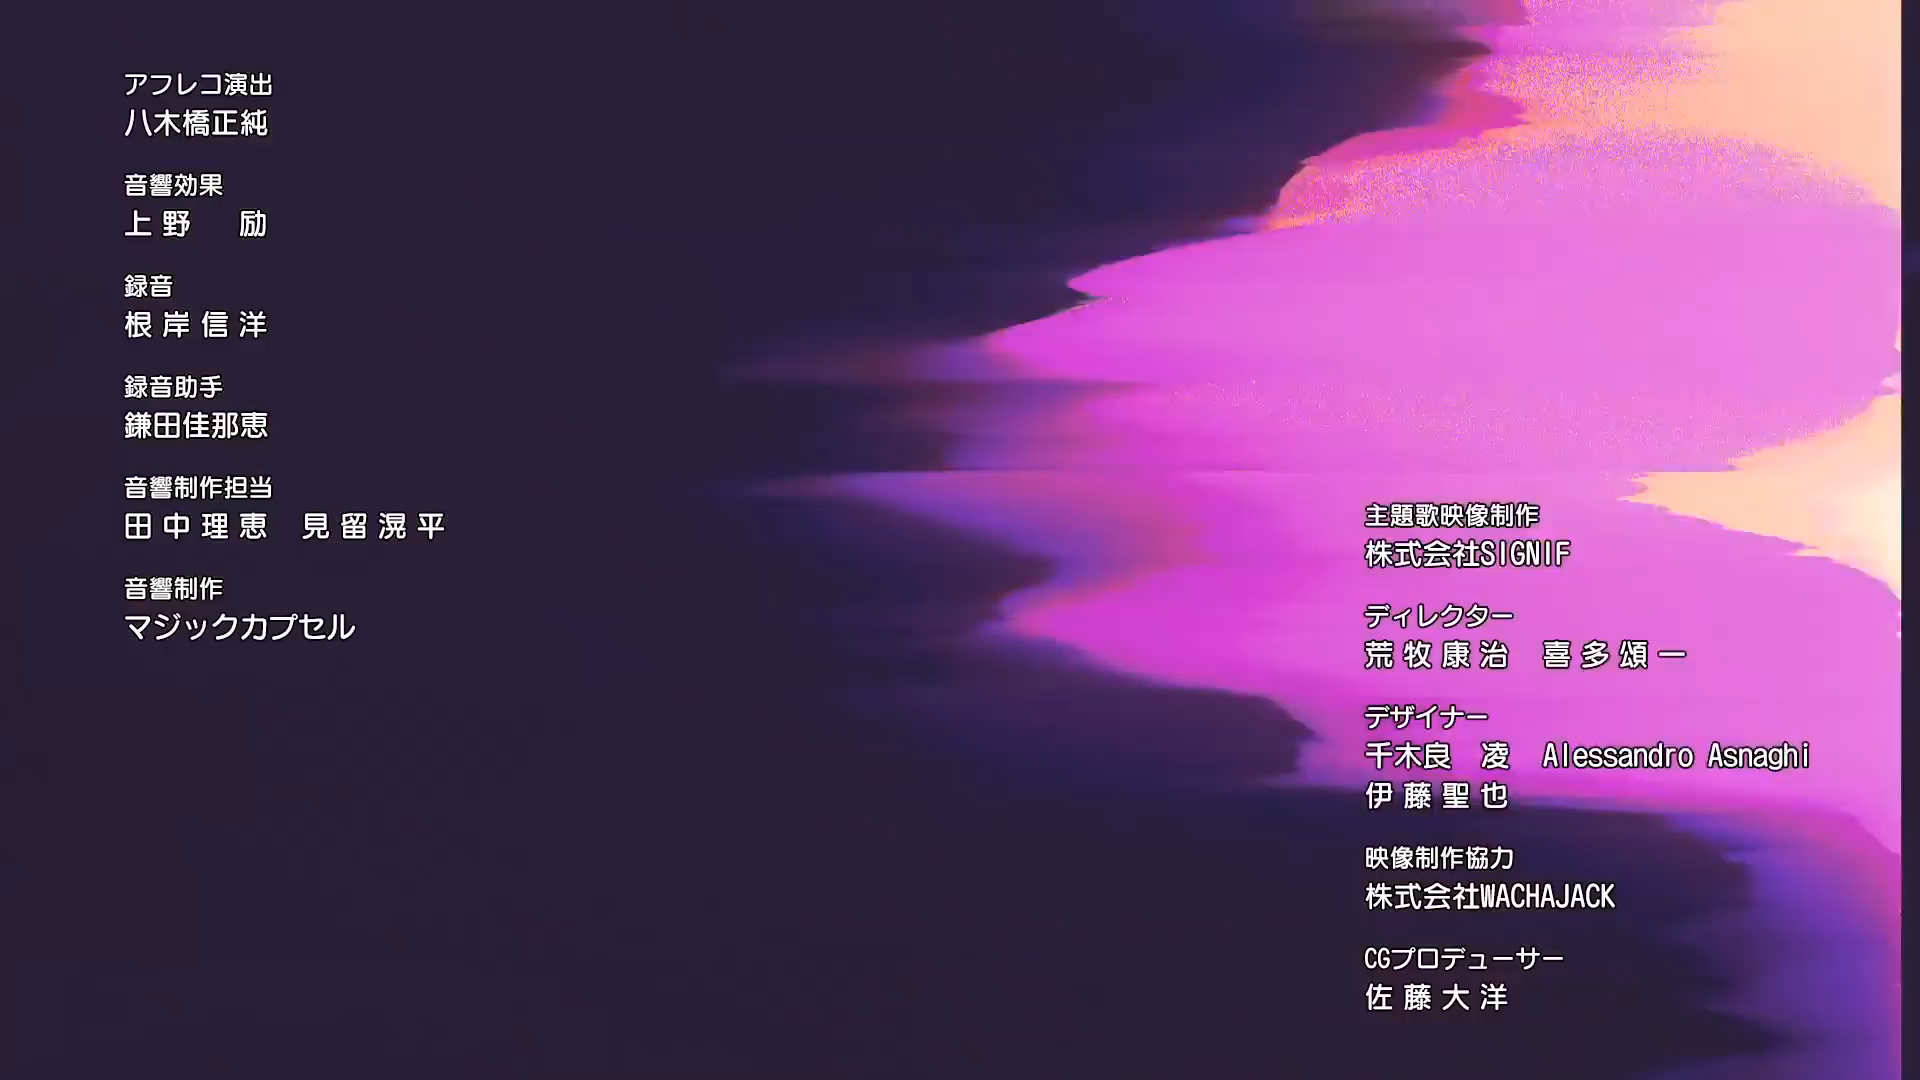 アフレコ演出
八木橋正純
音響効果
上野　励
録音
根岸信洋
録音助手
鎌田佳那恵
音響制作担当
田中理恵　見留滉平
音響制作
マジックカプセル
主題歌映像制作
株式会社SIGNIF
ディレクター
荒牧康治　喜多頌一
デザイナー
千木良　凌　Alessandro Asnaghi
伊藤聖也
映像制作協力
株式会社WACHAJACK
CGプロデューサー
佐藤大洋